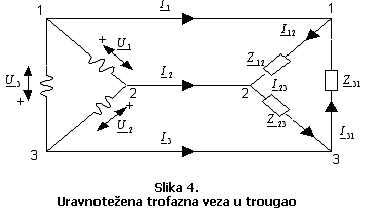 1 I1 1
+ U1 I12
Z12
U3 I2 Z31
+ 2 2 I23
+ U2 Z23 I31
3 I3 3
Slika 4.
Uravnotežena trofazna veza u trougao